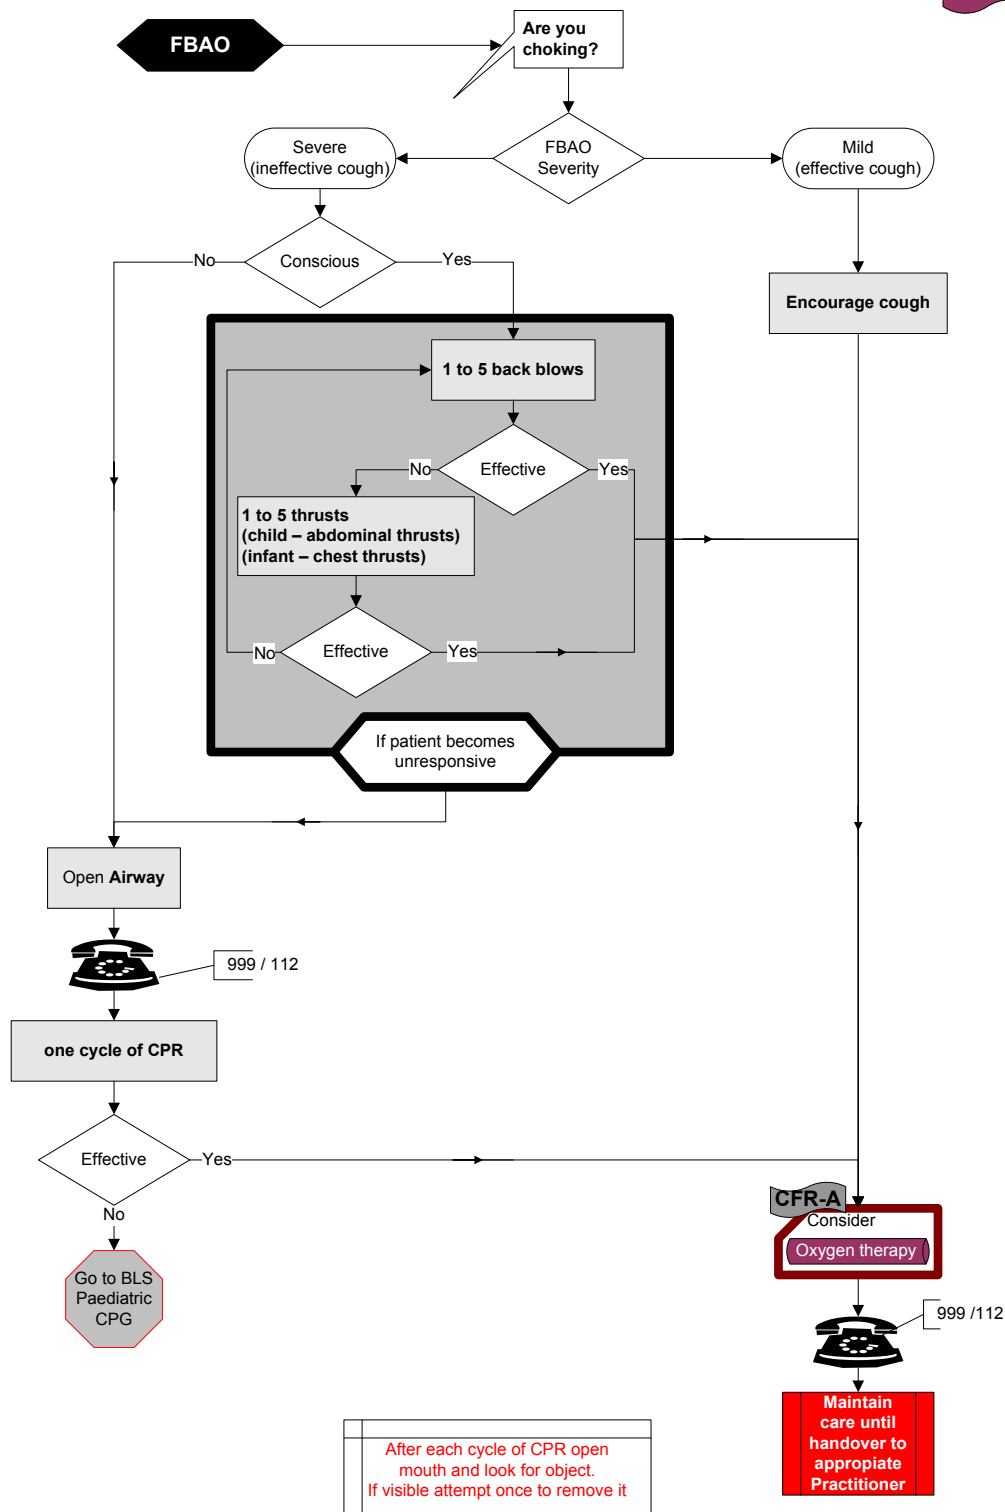 FBAO
Are you
choking?
Severe
(ineffective cough)
FBAO
Severity
Mild
(effective cough)
No
Conscious
Yes
Encourage cough
1 to 5 back blows
No
Effective
Yes
1 to 5 thrusts
(child – abdominal thrusts)
(infant – chest thrusts)
No
Effective
Yes
If patient becomes
unresponsive
Open Airway
999 / 112
one cycle of CPR
Effective
Yes
No
Go to BLS
Paediatric
CPG
CFR-A
Consider
Oxygen therapy
999 /112
Maintain
care until
handover to
appropiate
Practitioner
After each cycle of CPR open
mouth and look for object.
If visible attempt once to remove it